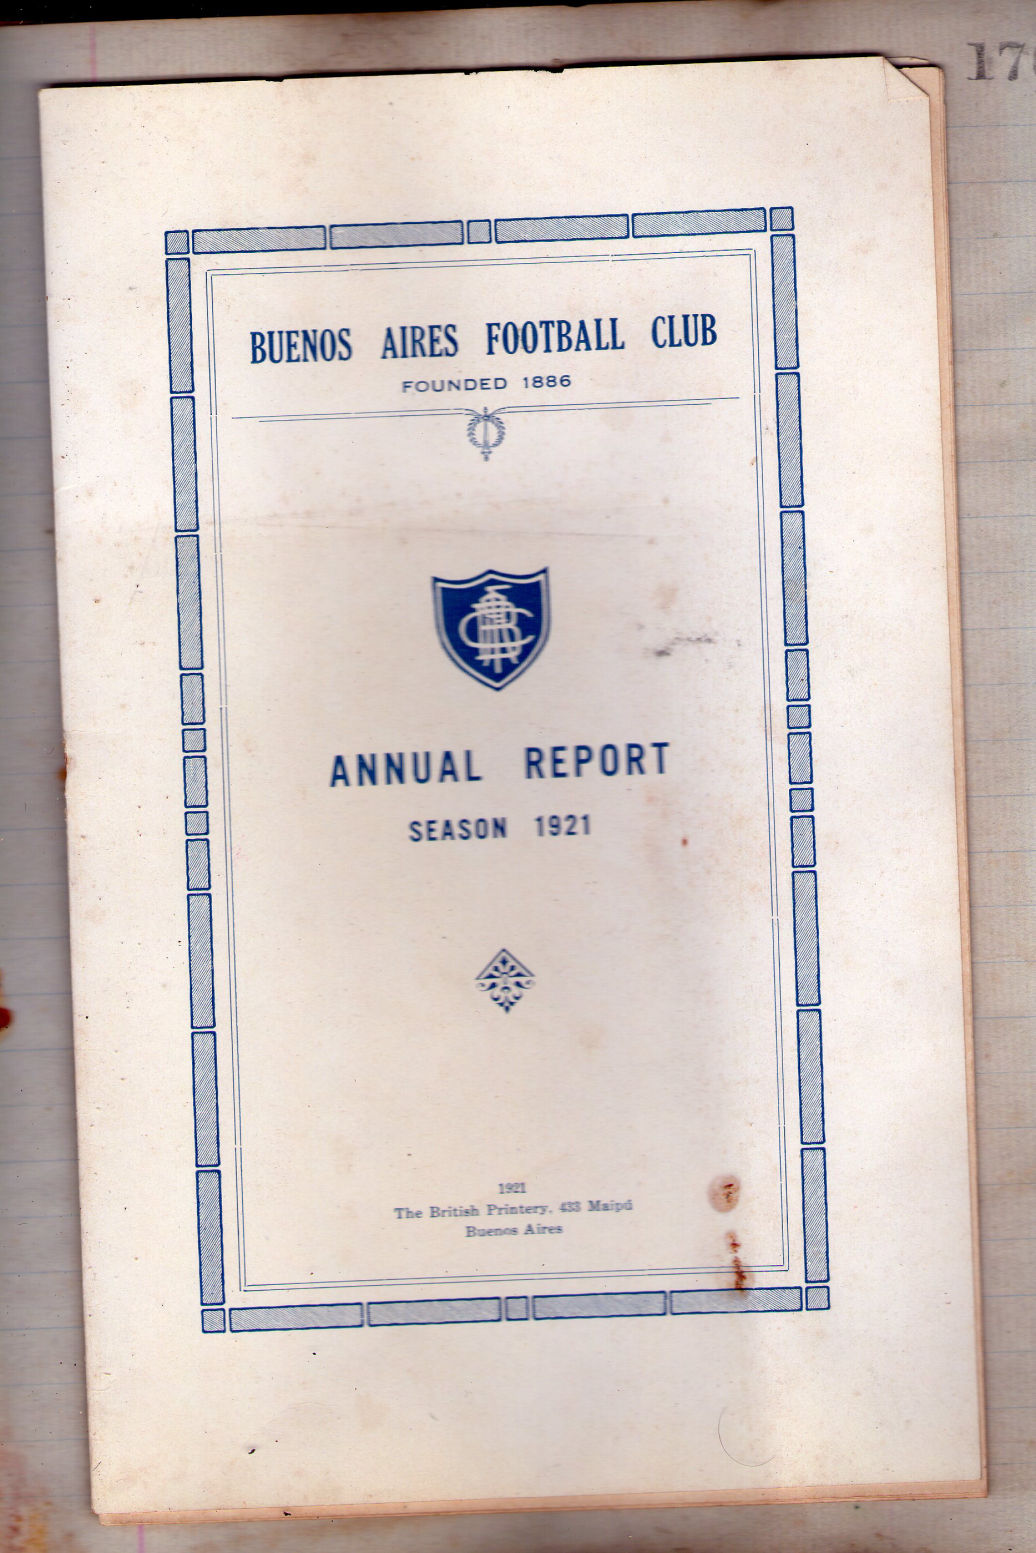 BUENOS AIRES FOOTBALL CLUB
FOUNDED 1886
ANNUAL REPORT
SEASON 1921
1921
The British Printery, 433 Maipú
Buenos Aires